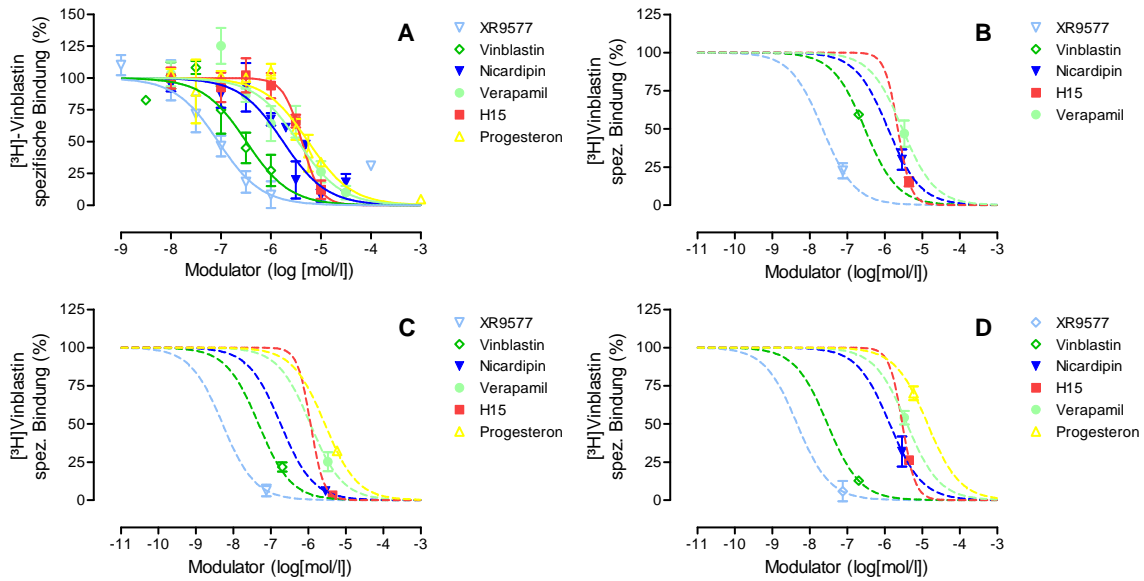 A
[³H]-Vinblastin
spezifische Bindung (%)
150
125
100
75
50
25
0
-9 -8 -7 -6 -5 -4 -3
Modulator (log [mol/l])
XR9577
Vinblastin
Nicardipin
Verapamil
H15
Progesteron
B
[³H]Vinblastin
spez. Bindung (%)
125
100
75
50
25
0
-11 -10 -9 -8 -7 -6 -5 -4 -3
Modulator (log[mol/l])
XR9577
Vinblastin
Nicardipin
H15
Verapamil
C
[³H]Vinblastin
spez. Bindung (%)
125
100
75
50
25
0
-11 -10 -9 -8 -7 -6 -5 -4 -3
Modulator (log[mol/l])
XR9577
Vinblastin
Nicardipin
Verapamil
H15
Progesteron
D
[³H]Vinblastin
spez. Bindung (%)
125
100
75
50
25
0
-11 -10 -9 -8 -7 -6 -5 -4 -3
Modulator (log[mol/l])
XR9577
Vinblastin
Nicardipin
H15
Verapamil
Progesteron